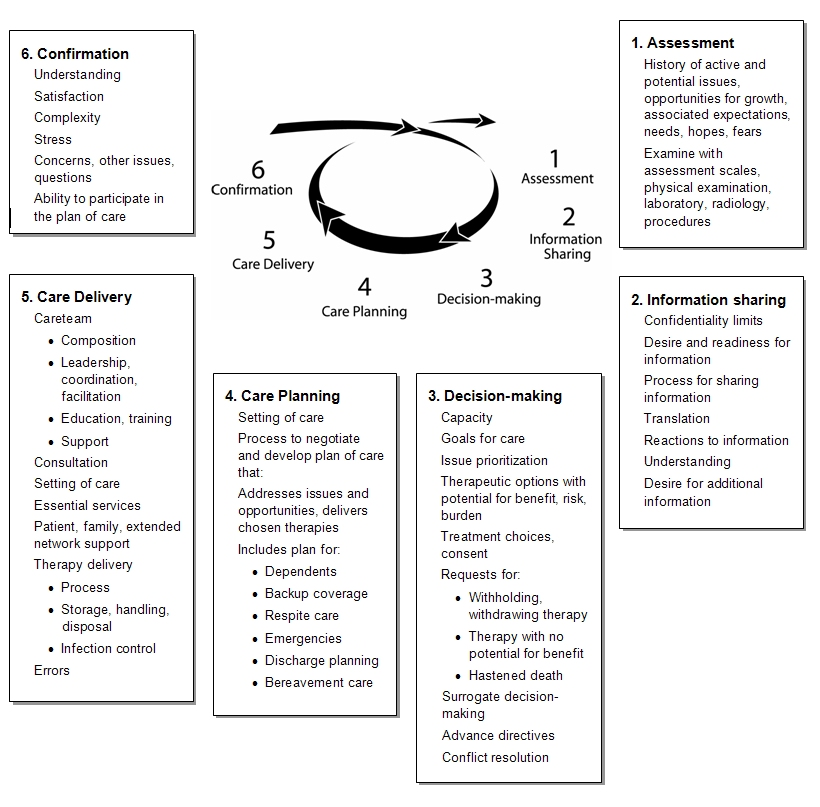 6. Confirmation
Understanding
Satisfaction
Complexity
Stress
Concerns, other issues,
questions
Ability to participate in
the plan of care
1. Assessment
History of active and
potential issues,
opportunities for growth,
associated expectations,
needs, hopes, fears
Examine with
assessment scales,
physical examination,
laboratory, radiology,
procedures
1
Assessment
2
Information
Sharing
3
Decision-making
4
Care Planning
5
Care Delivery
6
Confirmation
5. Care Delivery
Careteam
• Composition
• Leadership,
coordination,
facilitation
• Education, training
• Support
Consultation
Setting of care
Essential services
Patient, family, extended
network support
Therapy delivery
• Process
• Storage, handling,
disposal
• Infection control
Errors
4. Care Planning
Setting of care
Process to negotiate
and develop plan of care
that:
Addresses issues and
opportunities, delivers
chosen therapies
Includes plan for:
• Dependents
• Backup coverage
• Respite care
• Emergencies
• Discharge planning
• Bereavement care
3. Decision-making
Capacity
Goals for care
Issue prioritization
Therapeutic options with
potential for benefit, risk,
burden
Treatment choices,
consent
Requests for:
• Withholding,
withdrawing therapy
• Therapy with no
potential for benefit
• Hastened death
Surrogate decision-
making
Advance directives
Conflict resolution
2. Information sharing
Confidentiality limits
Desire and readiness for
information
Process for sharing
information
Translation
Reactions to information
Understanding
Desire for additional
information